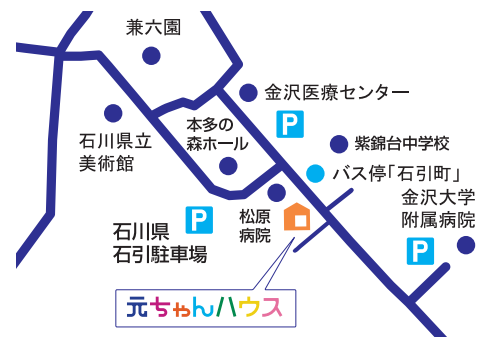 兼六園
金沢医療センター
P
本多の
森ホール
紫錦台中学校
石川県立
美術館
バス停「石引町」
金沢大学
附属病院
P
松原
病院
P
石川県
石引駐車場
元ちゃんハウス